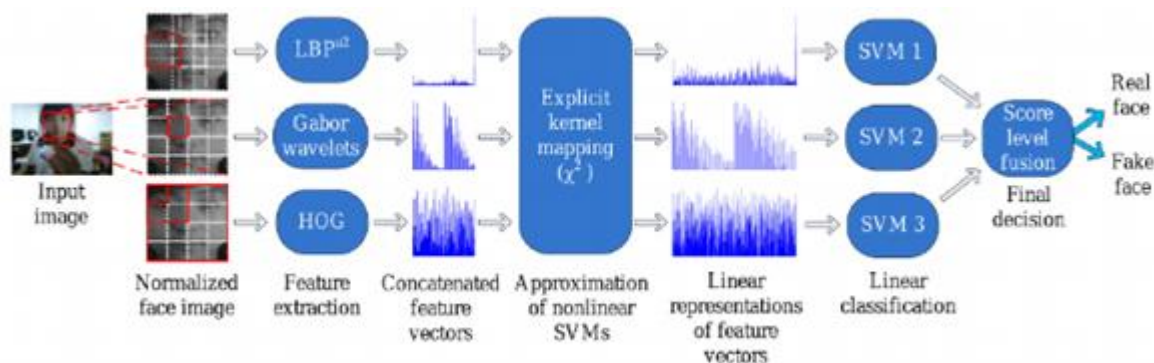 LBPᵘ²
SVM 1
Real
face
Gabor
wavelets
Explicit
kernel
mapping
(χ²)
SVM 2
Score
level
fusion
Fake
face
Input
image
HOG
SVM 3
Final
decision
Normalized
face image
Feature
extraction
Concatenated
feature
vectors
Approximation
of nonlinear
SVMs
Linear
representations
of feature
vectors
Linear
classification